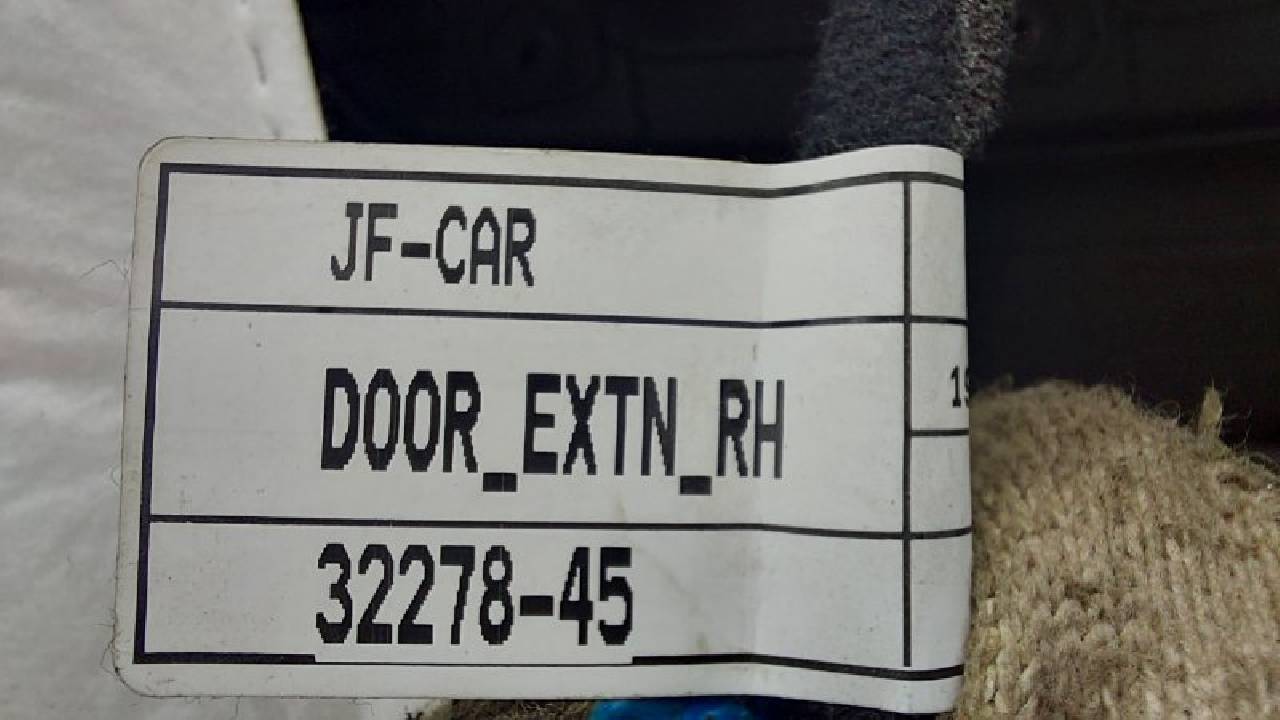 JF-CAR
DOOR_EXTN_RH
32278-45